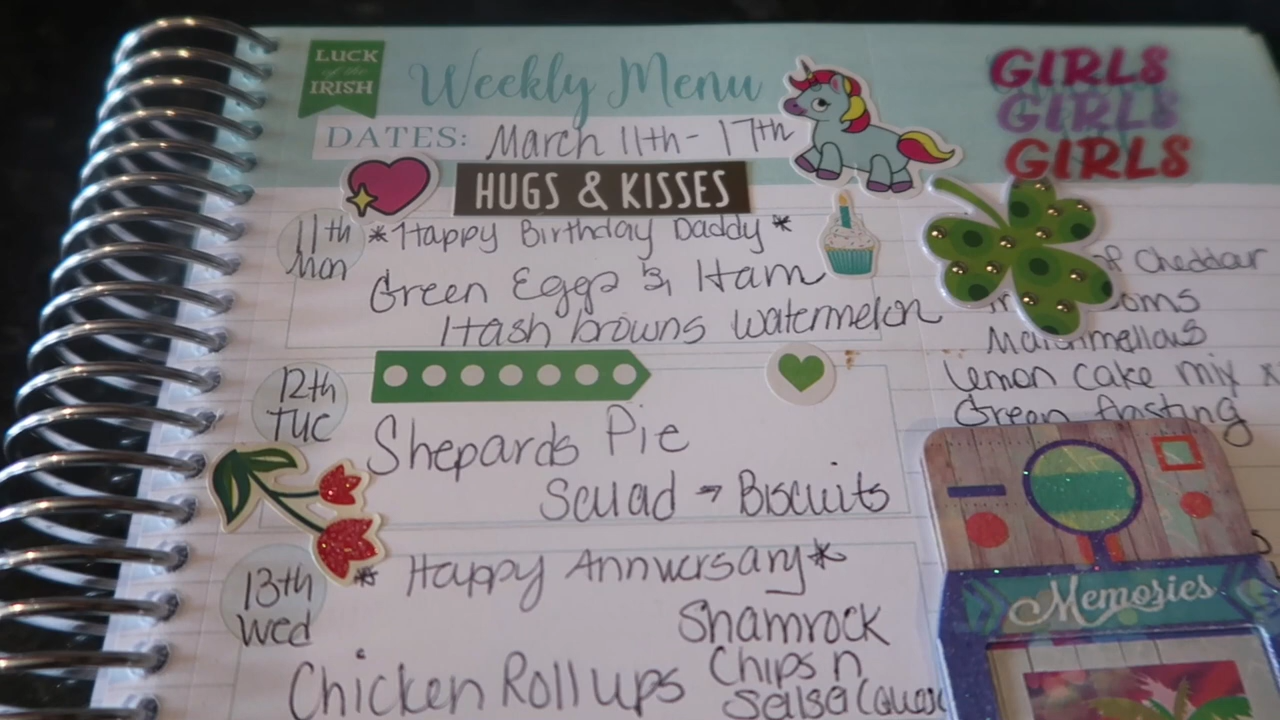 LUCK
of the
IRISH
Weekly Menu
GIRLS
GIRLS
GIRLS
DATES: March 11th - 17th
HUGS & KISSES
11th
Mon
*Happy Birthday Daddy*
Green Eggs & Ham
Hash browns watermelon
12th
Tue
Shepards Pie
Salad → Biscuits
13th
Wed
* Happy Anniversary *
Shamrock
Chicken Roll ups
Chips n
Salsa
of Cheddar
Marshmellows
Lemon cake mix x
Green frosting
Memories